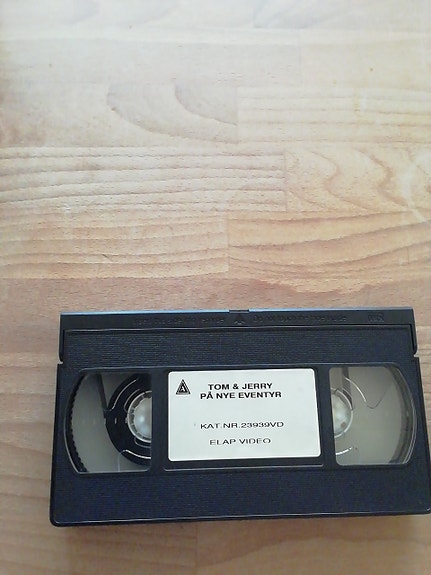 TOM & JERRY
PÅ NYE EVENTYR
KAT NR.23939VD
ELAP VIDEO